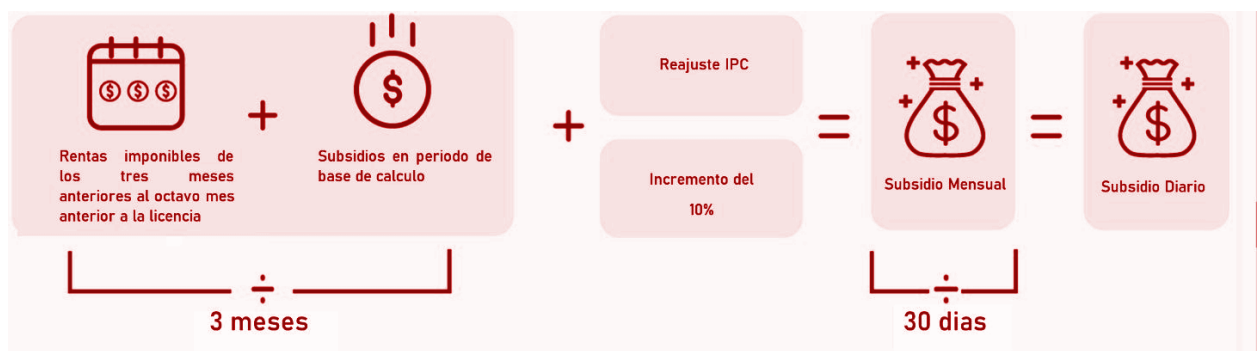 Rentas imponibles de
los tres meses
anteriores al octavo mes
anterior a la licencia
+
Subsidios en periodo de
base de calculo
÷
3 meses
+
Reajuste IPC
Incremento del
10%
=
Subsidio Mensual
÷
30 dias
=
Subsidio Diario